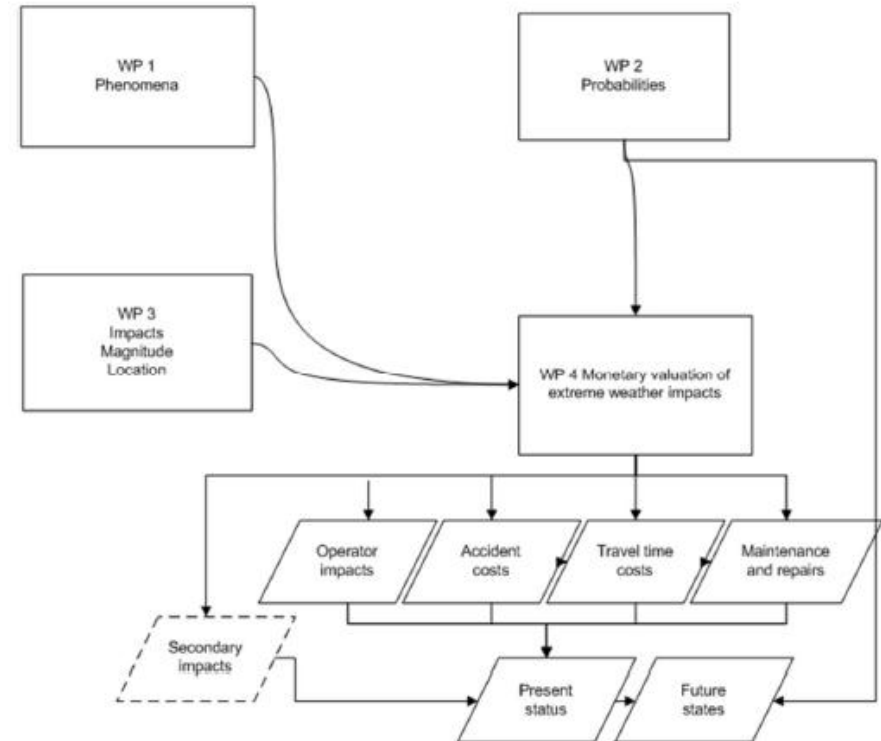 WP 1
Phenomena
WP 2
Probabilities
WP 3
Impacts
Magnitude
Location
WP 4 Monetary valuation of
extreme weather impacts
Operator
impacts
Accident
costs
Travel time
costs
Maintenance
and repairs
Secondary
impacts
Present
status
Future
states